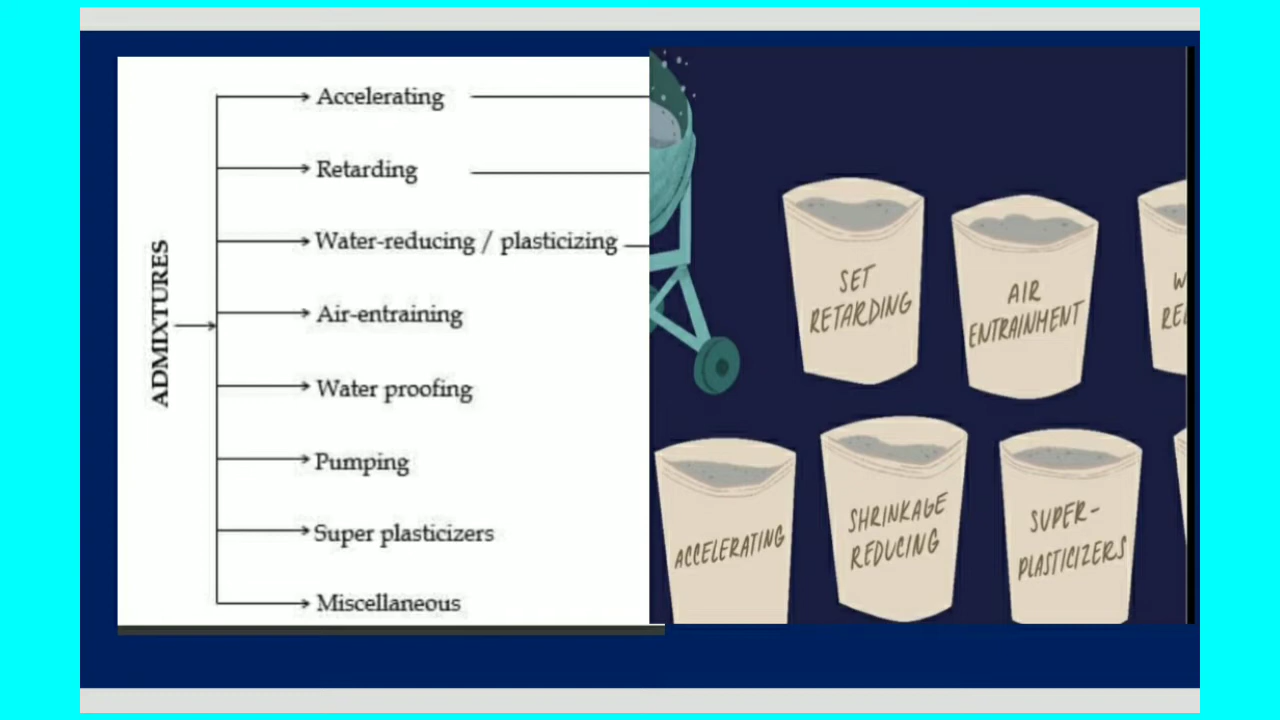 ADMIXTURES
Accelerating
Retarding
Water-reducing / plasticizing
Air-entraining
Water proofing
Pumping
Super plasticizers
Miscellaneous
SET
RETARDING
AIR
ENTRAINMENT
ACCELERATING
SHRINKAGE
REDUCING
SUPER-
PLASTICIZERS